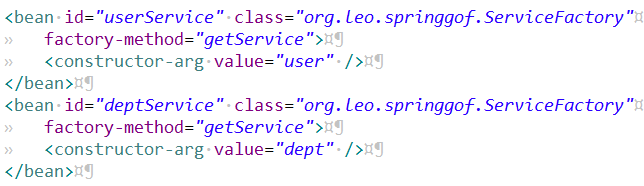 <bean id="userService" class="org.leo.springgof.ServiceFactory"¤
»   factory-method="getService">¤¶
»   <constructor-arg value="user" />¤¶
</bean>¤¶
<bean id="deptService" class="org.leo.springgof.ServiceFactory"¤
»   factory-method="getService">¤¶
»   <constructor-arg value="dept" />¤¶
</bean>¤¶